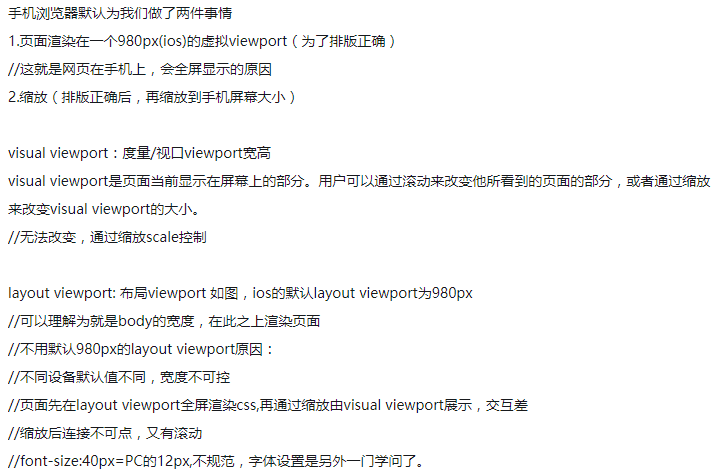 手机浏览器默认为我们做了两件事情
1.页面渲染在一个980px(ios)的虚拟viewport（为了排版正确）
//这就是网页在手机上，会全屏显示的原因
2.缩放（排版正确后，再缩放到手机屏幕大小）
visual viewport：度量/视口viewport宽高
visual viewport是页面当前显示在屏幕上的部分。用户可以通过滚动来改变他所看到的页面的部分，或者通过缩放
来改变visual viewport的大小。
//无法改变，通过缩放scale控制
layout viewport: 布局viewport 如图，ios的默认layout viewport为980px
//可以理解为就是body的宽度，在此之上渲染页面
//不用默认980px的layout viewport原因：
//不同设备默认值不同，宽度不可控
//页面先在layout viewport全屏渲染css,再通过缩放由visual viewport展示，交互差
//缩放后连接不可点，又有滚动
//font-size:40px=PC的12px,不规范，字体设置是另外一门学问了。